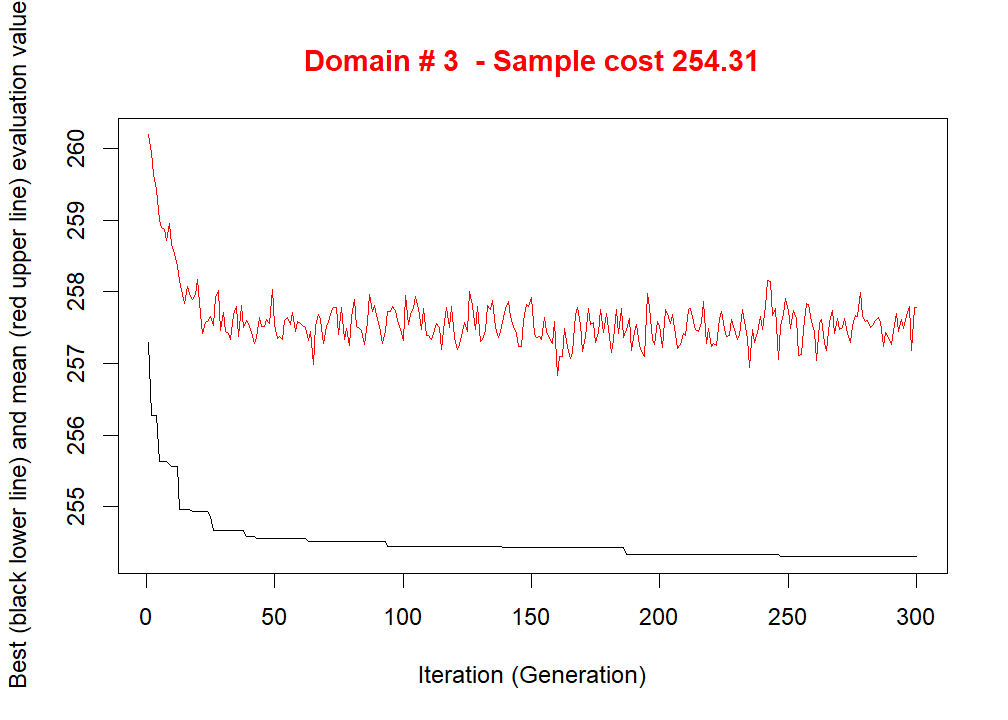 Domain # 3  - Sample cost 254.31
Best (black lower line) and mean (red upper line) evaluation value
260
259
258
257
256
255
0 50 100 150 200 250 300
Iteration (Generation)